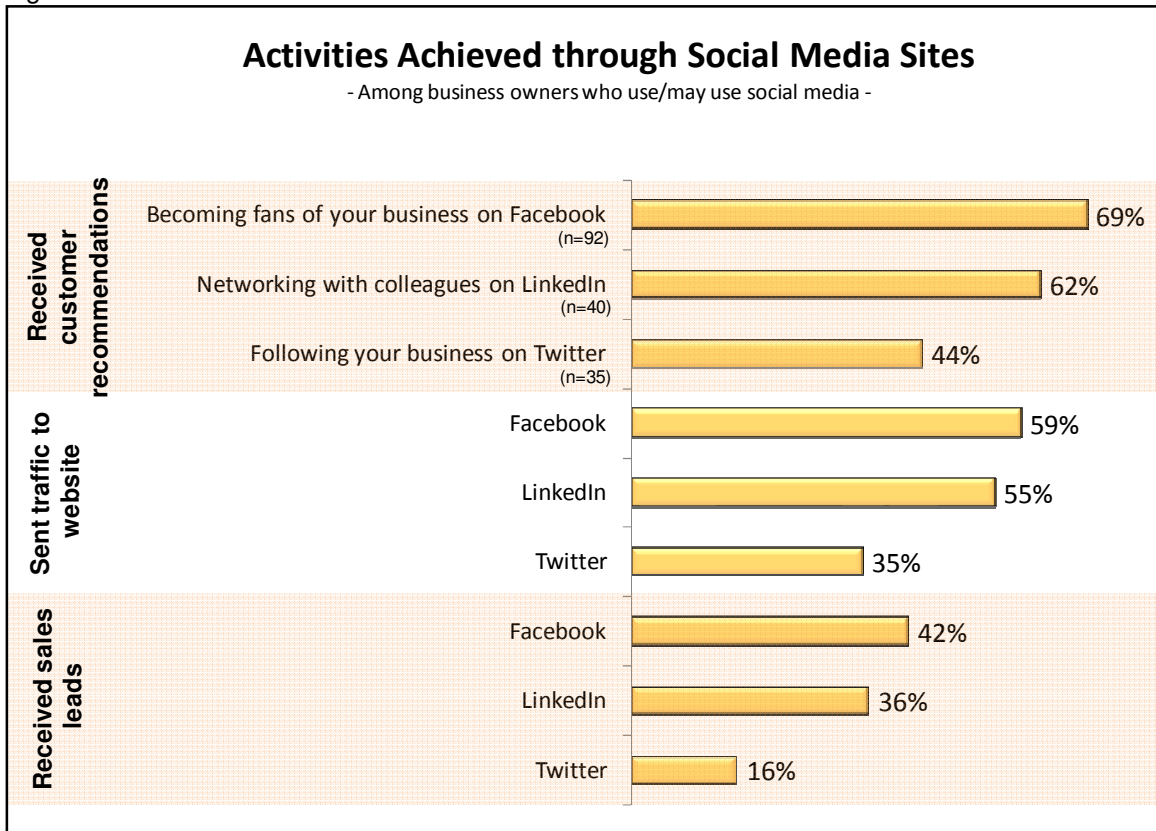 Activities Achieved through Social Media Sites
- Among business owners who use/may use social media -
Received
customer
recommendations
Becoming fans of your business on Facebook
(n=92)
69%
Networking with colleagues on LinkedIn
(n=40)
62%
Following your business on Twitter
(n=35)
44%
Sent traffic to
website
Facebook
59%
LinkedIn
55%
Twitter
35%
Received sales
leads
Facebook
42%
LinkedIn
36%
Twitter
16%